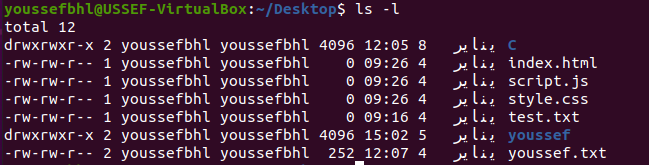 youssefbhl@USSEF-VirtualBox:~/Desktop$ ls -l
total 12
drwxrwxr-x 2 youssefbhl youssefbhl 4096 12:05 8 يناير C
-rw-rw-r-- 1 youssefbhl youssefbhl 0 09:26 4 يناير index.html
-rw-rw-r-- 1 youssefbhl youssefbhl 0 09:26 4 يناير script.js
-rw-rw-r-- 1 youssefbhl youssefbhl 0 09:26 4 يناير style.css
-rw-rw-r-- 1 youssefbhl youssefbhl 0 09:16 4 يناير test.txt
drwxrwxr-x 2 youssefbhl youssefbhl 4096 15:02 5 يناير youssef
-rw-rw-r-- 2 youssefbhl youssefbhl 252 12:07 4 يناير youssef.txt